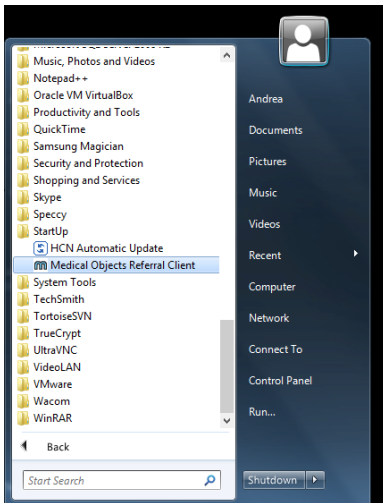 Music, Photos and Videos
Notepad++
Oracle VM VirtualBox
Productivity and Tools
QuickTime
Samsung Magician
Security and Protection
Shopping and Services
Skype
Speccy
StartUp
HCN Automatic Update
Medical Objects Referral Client
System Tools
TechSmith
TortoiseSVN
TrueCrypt
UltraVNC
VideoLAN
VMware
Wacom
WinRAR
Back
Start Search
Andrea
Documents
Pictures
Music
Videos
Recent
Computer
Network
Connect To
Control Panel
Run...
Shutdown